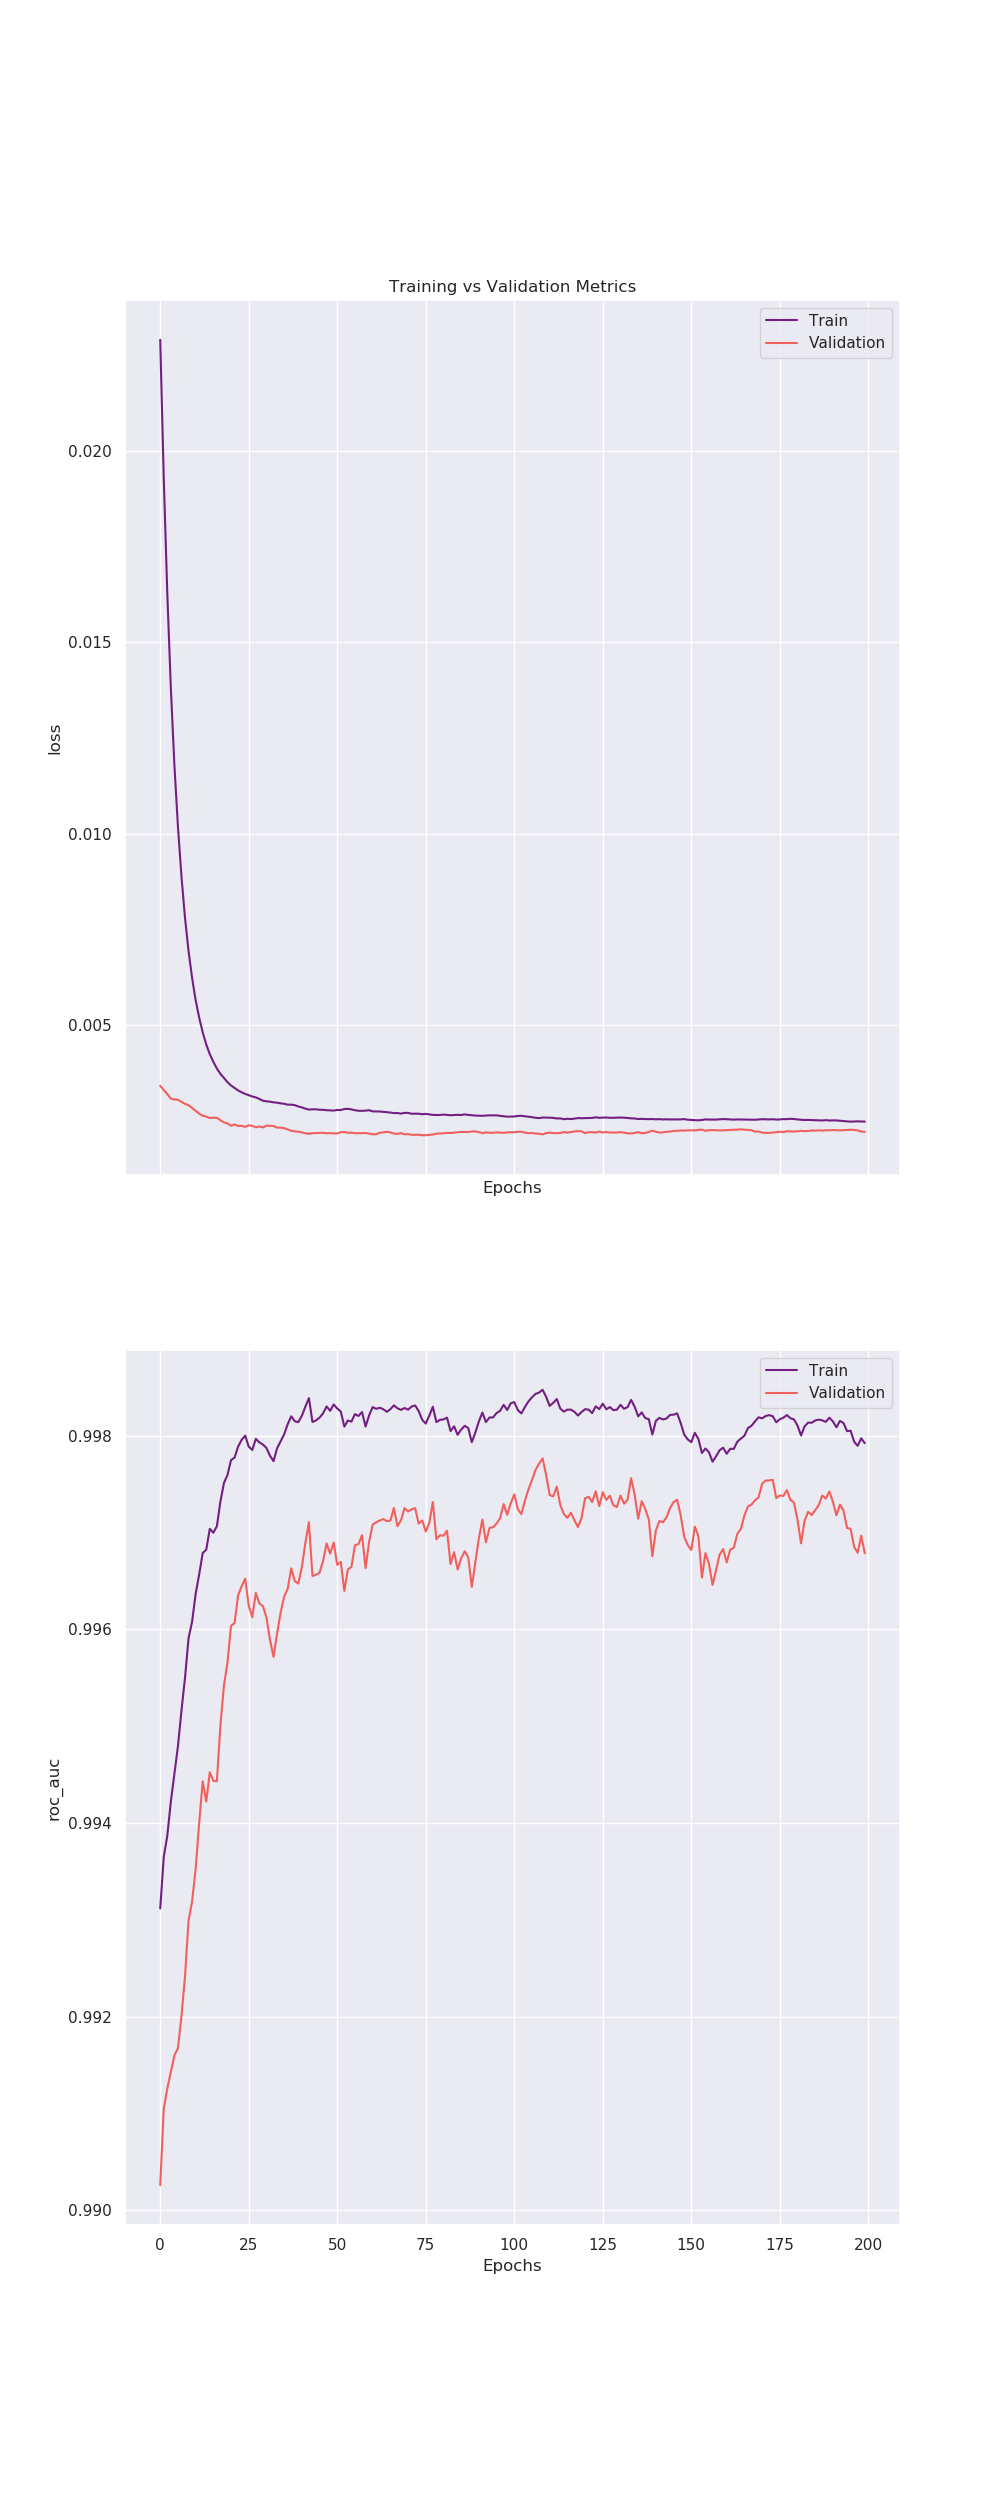 Training vs Validation Metrics
Train
Validation
0.020
0.015
0.010
0.005
loss
Epochs
Train
Validation
0.998
0.996
0.994
0.992
0.990
roc_auc
0 25 50 75 100 125 150 175 200
Epochs